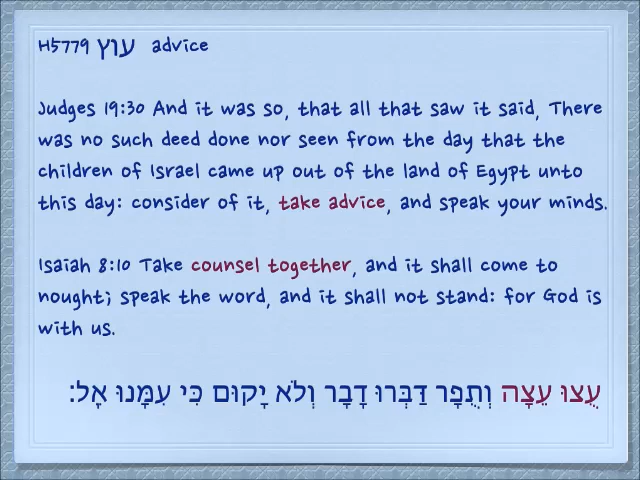 H5779 עוץ advice
Judges 19:30 And it was so, that all that saw it said, There
was no such deed done nor seen from the day that the
children of Israel came up out of the land of Egypt unto
this day: consider of it, take advice, and speak your minds.
Isaiah 8:10 Take counsel together, and it shall come to
nought; speak the word, and it shall not stand: for God is
with us.
עֻצוּ עֵצָה וְתֻפָר דַּבְּרוּ דָבָר וְלֹא יָקוּם כִּי עִמָּנוּ אֵל׃